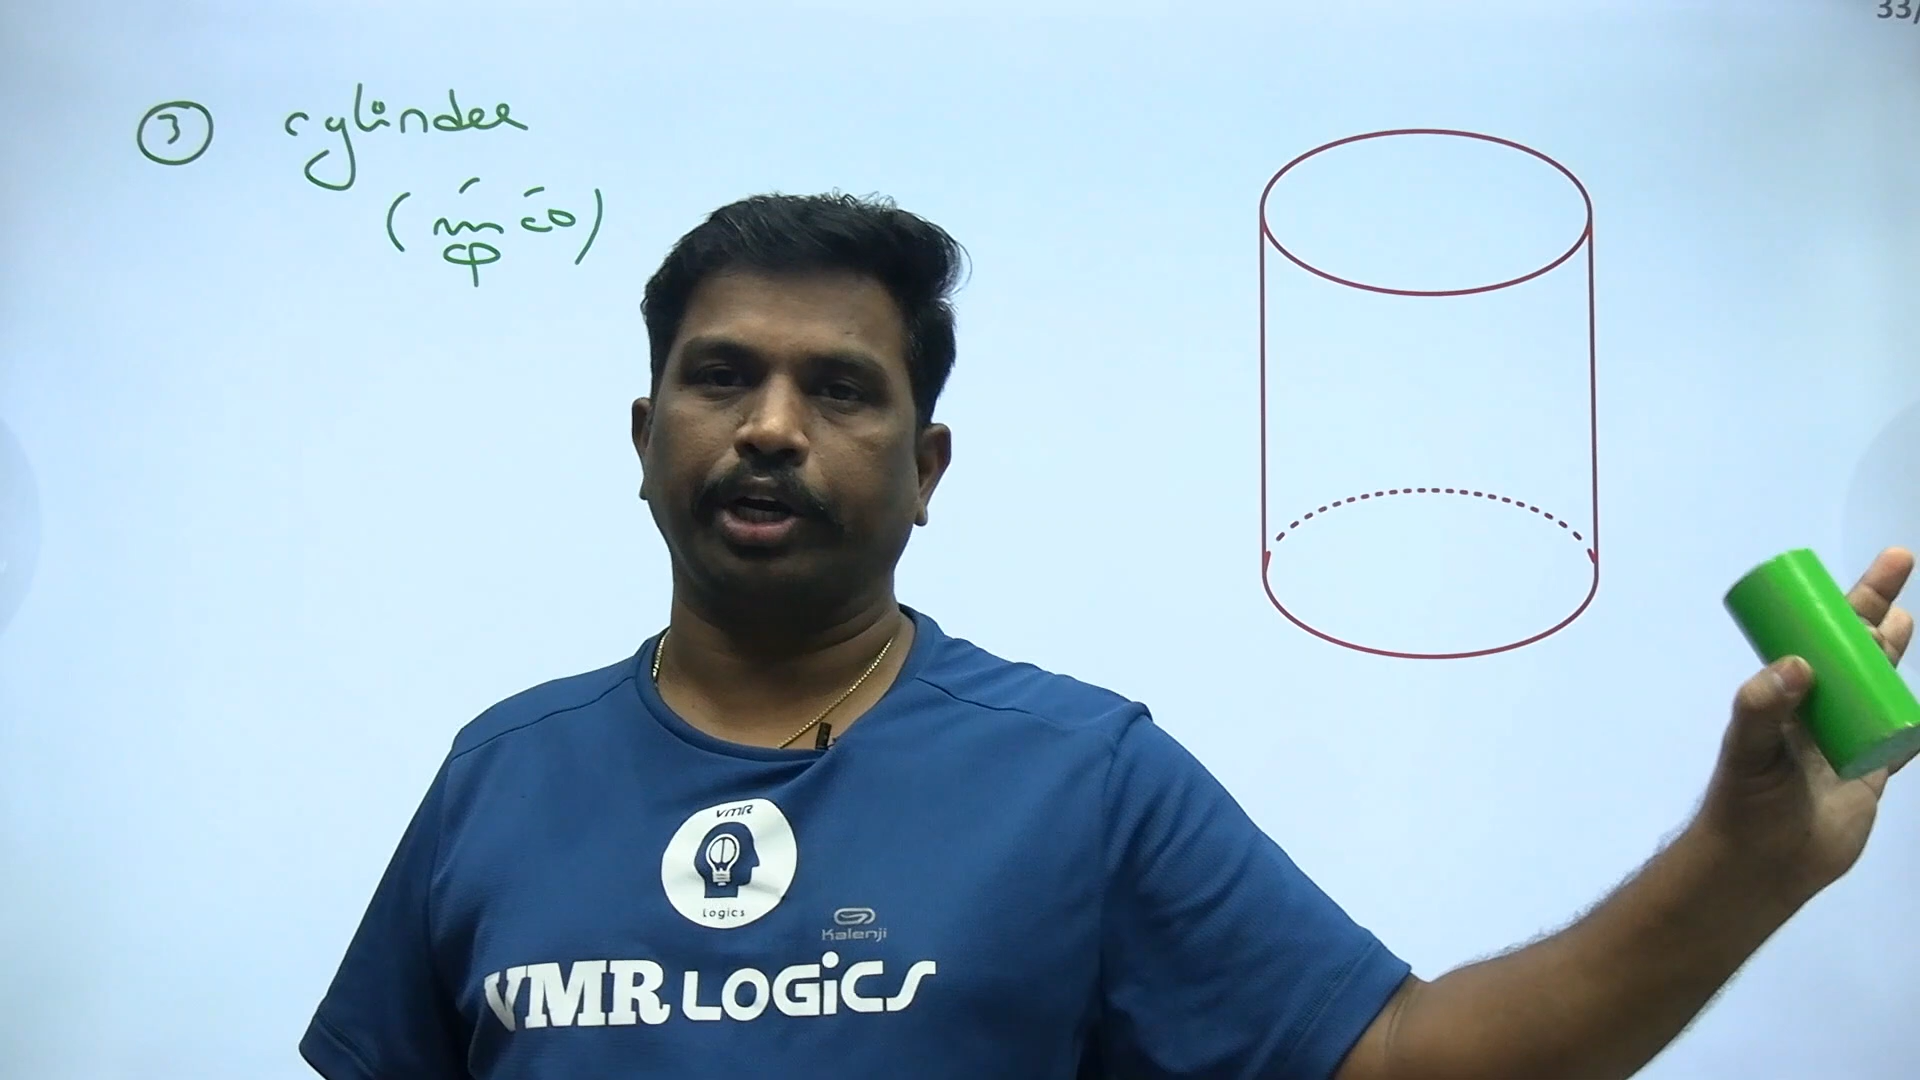 33/
③ cylinder
(స్థూపం)
VMR
Logics
Kalenji
VMR LOGiCS